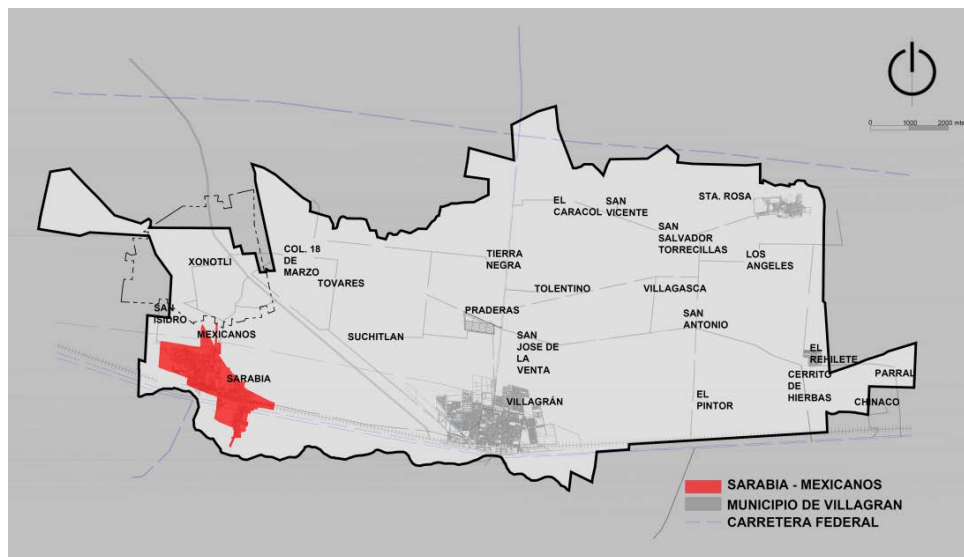 0 1000 2000 mts
EL
CARACOL
SAN
VICENTE
STA. ROSA
SAN
SALVADOR
TORRECILLAS
COL. 18
DE
MARZO
XONOTLI
TIERRA
NEGRA
LOS
ANGELES
TOVARES
TOLENTINO
VILLAGASCA
SAN
ISIDRO
PRADERAS
SAN
ANTONIO
MEXICANOS
SUCHITLAN
SAN
JOSE DE
LA
VENTA
EL
REHILETE
SARABIA
CERRITO
DE
HIERBAS
PARRAL
VILLAGRÁN
EL
PINTOR
CHINACO
SARABIA - MEXICANOS
MUNICIPIO DE VILLAGRAN
CARRETERA FEDERAL